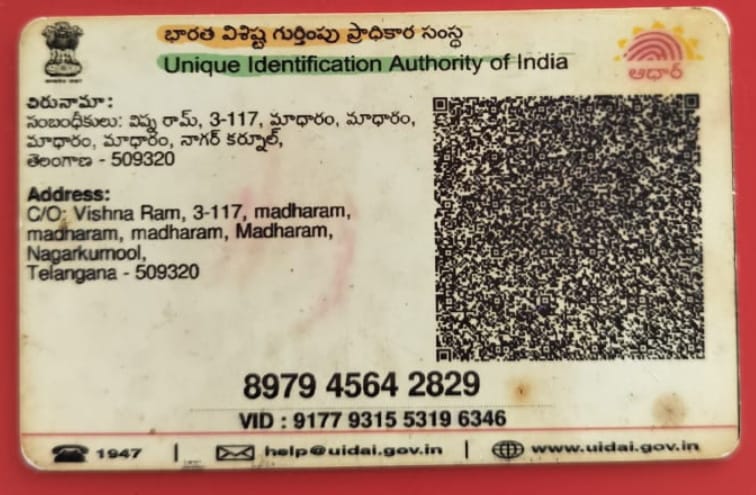 భారత విశిష్ట గుర్తింపు ప్రాధికార సంస్థ
Unique Identification Authority of India
ఆధార్
చిరునామా:
సంబంధీకులు: విష్న రామ్, 3-117, మాధారం, మాధారం,
మాధారం, మాధారం, నాగర్ కర్నూల్,
తెలంగాణ - 509320
Address:
C/O: Vishna Ram, 3-117, madharam,
madharam, madharam, Madharam,
Nagarkurnool,
Telangana - 509320
8979 4564 2829
VID : 9177 9315 5319 6346
1947 | help@uidai.gov.in | www.uidai.gov.in